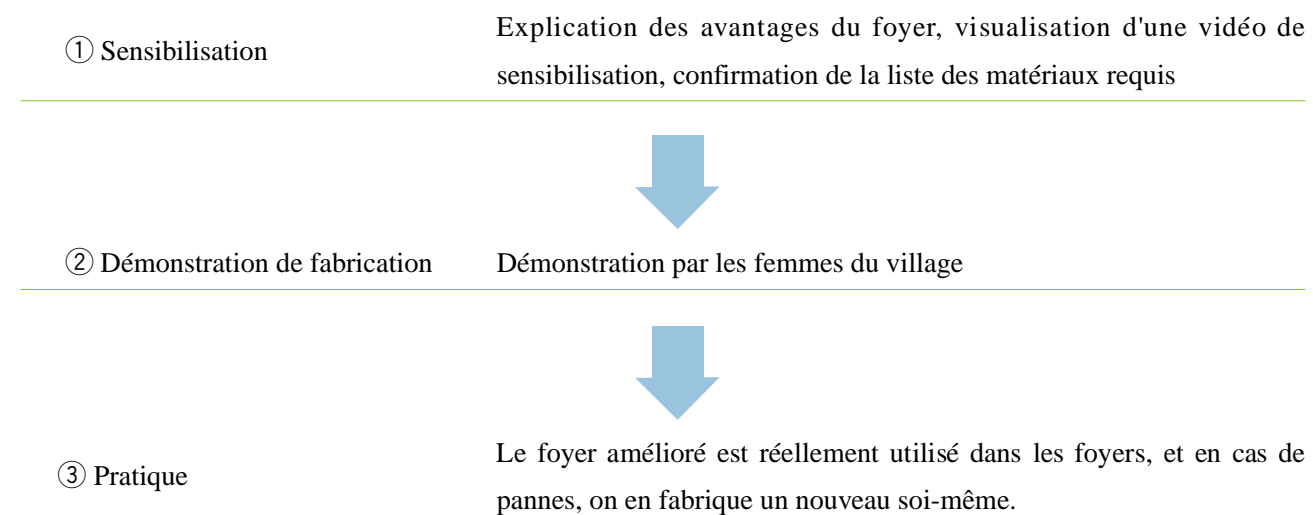 ① Sensibilisation
Explication des avantages du foyer, visualisation d'une vidéo de
sensibilisation, confirmation de la liste des matériaux requis
② Démonstration de fabrication
Démonstration par les femmes du village
③ Pratique
Le foyer amélioré est réellement utilisé dans les foyers, et en cas de
pannes, on en fabrique un nouveau soi-même.